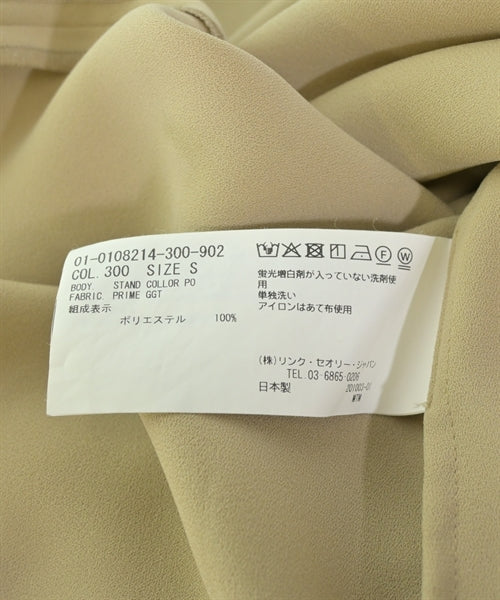 01-0108214-300-902
COL. 300 SIZE S
BODY. STAND COLLOR PO
FABRIC. PRIME GGT
組成表示
ポリエステル 100%
蛍光増白剤が入っていない洗剤使
用
単独洗い
アイロンはあて布使用
(株)リンク・セオリー・ジャパン
TEL.03-6865-0206
日本製 201003-01